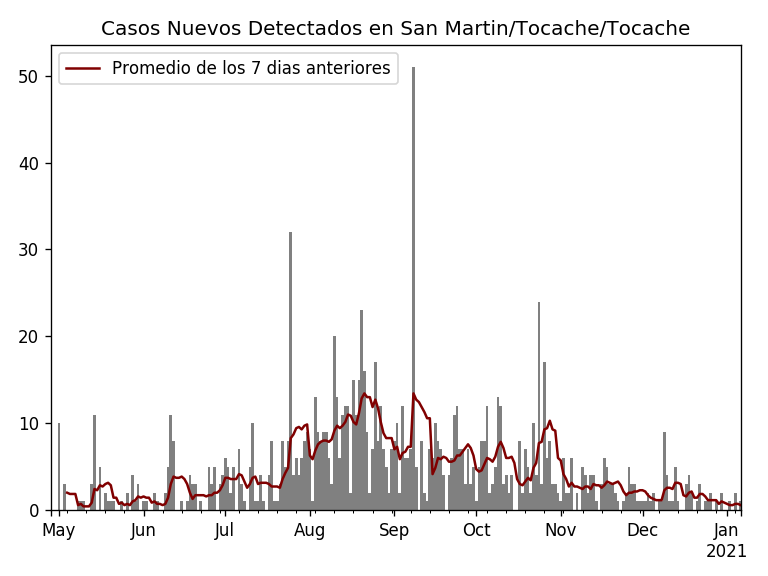 Casos Nuevos Detectados en San Martin/Tocache/Tocache
Promedio de los 7 dias anteriores
50
40
30
20
10
0
May Jun Jul Aug Sep Oct Nov Dec Jan
2021